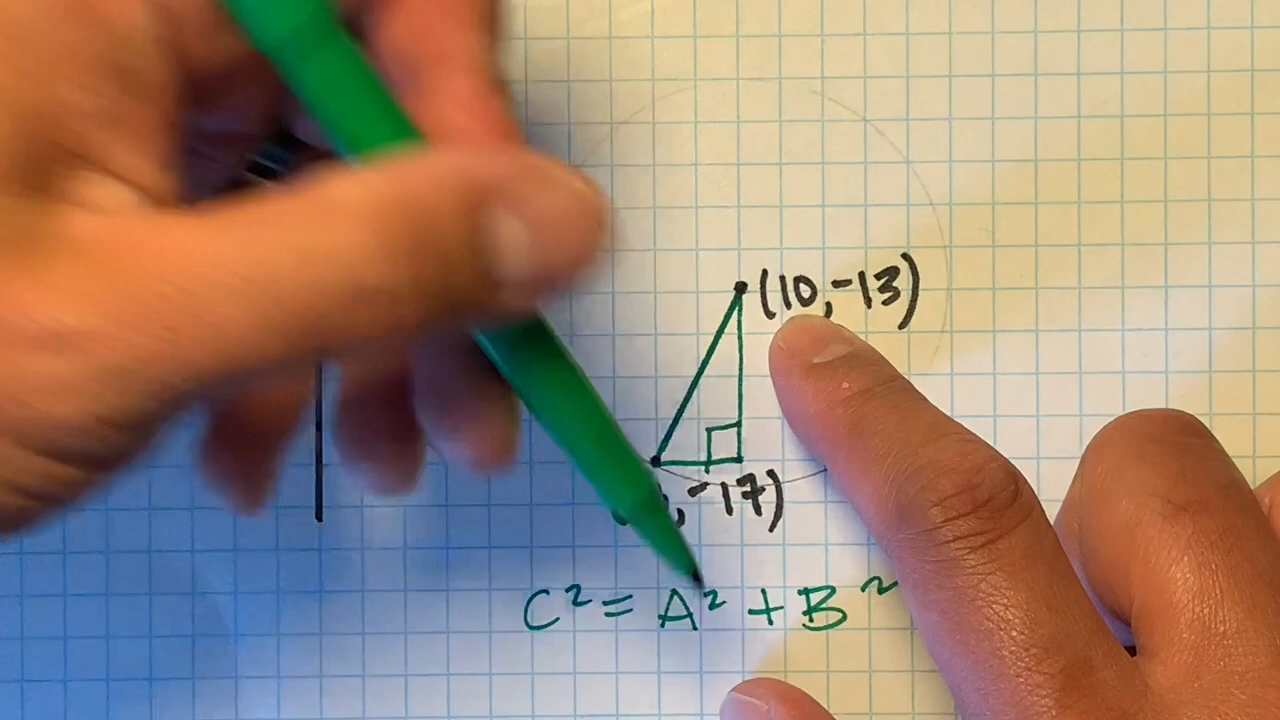 (10,-13)
,-17)
C² = A² + B²